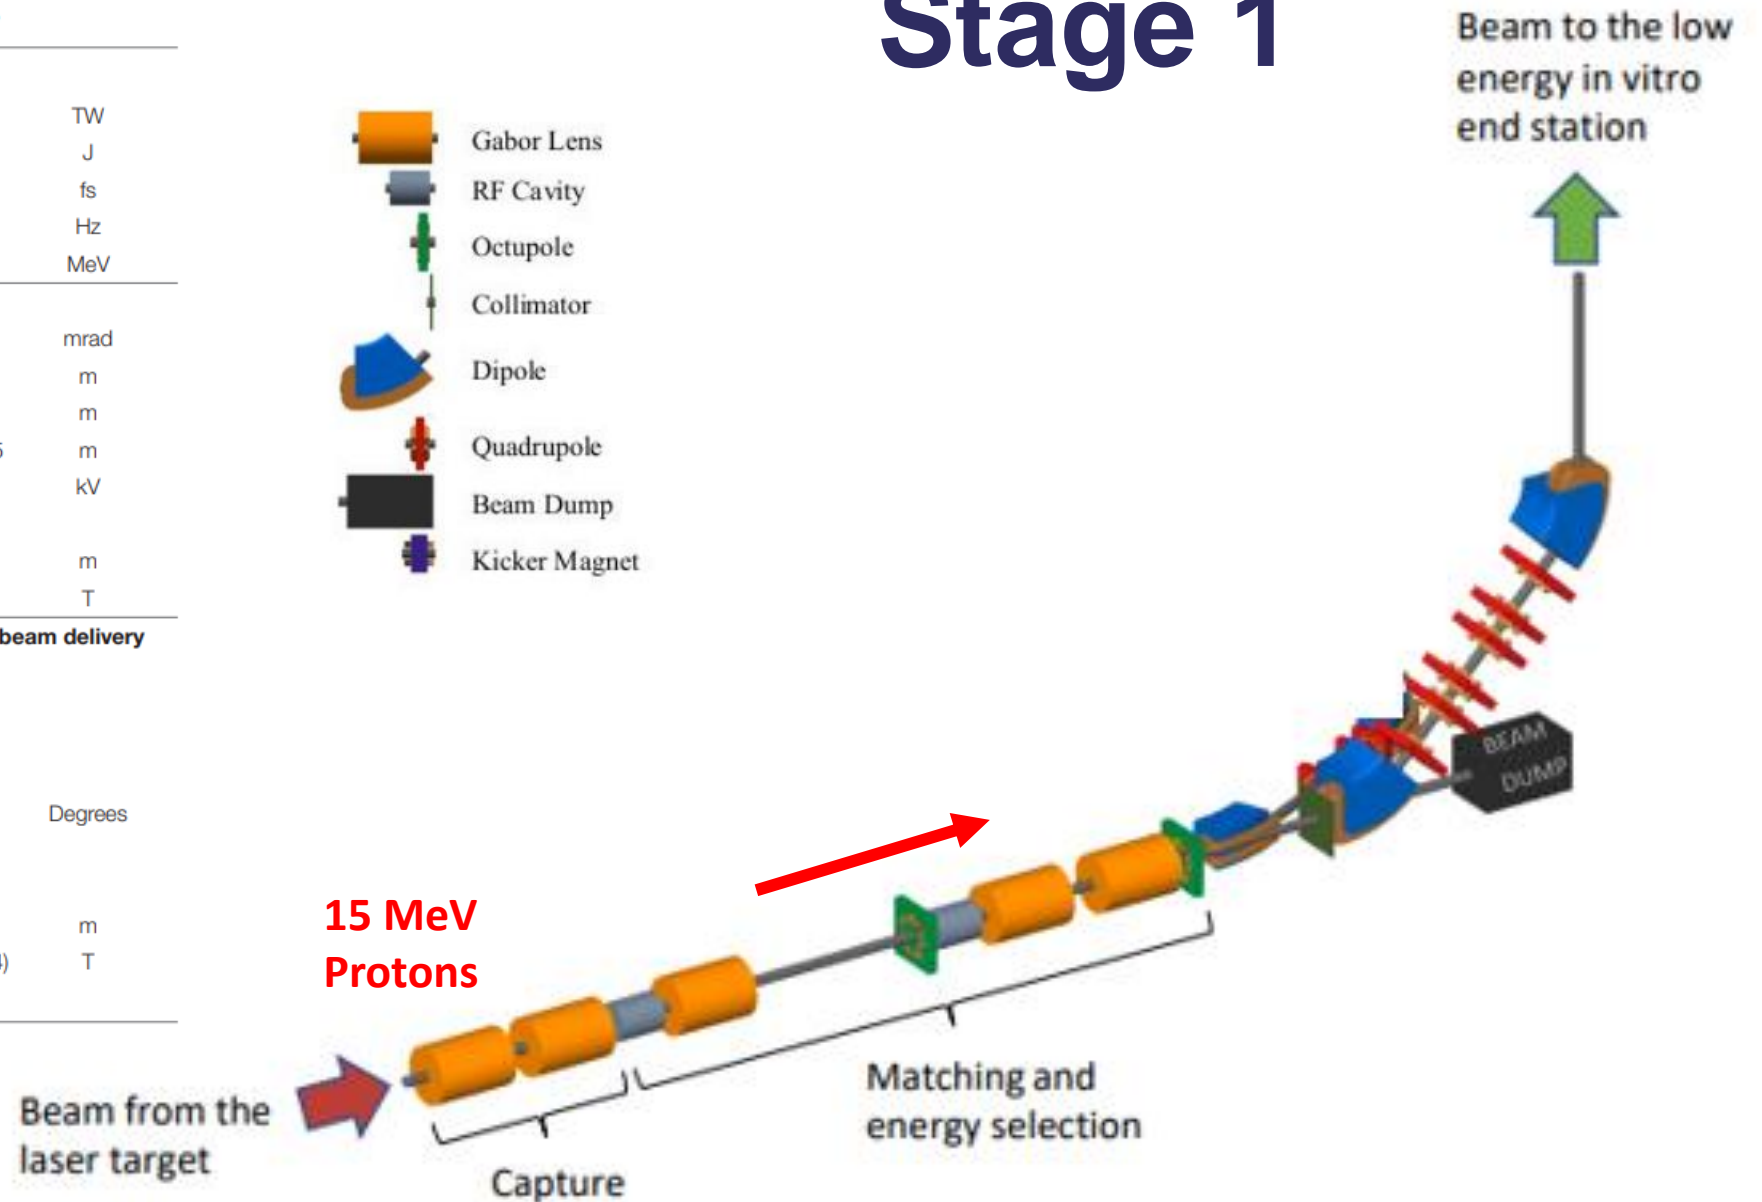 Stage 1
TW
J
fs
Hz
MeV
mrad
m
m
m
kV
m
T
beam delivery
Degrees
m
T
Gabor Lens
RF Cavity
Octupole
Collimator
Dipole
Quadrupole
Beam Dump
Kicker Magnet
Beam to the low
energy in vitro
end station
BEAM
DUMP
15 MeV
Protons
Beam from the
laser target
Capture
Matching and
energy selection